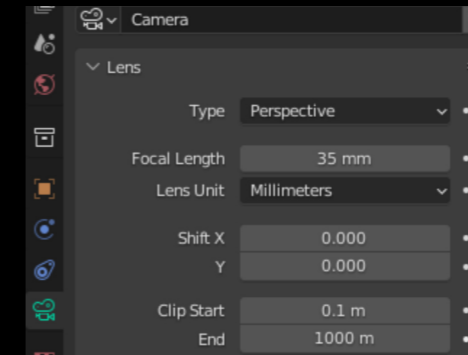 Camera
Lens
Type Perspective
Focal Length 35 mm
Lens Unit Millimeters
Shift X 0.000
Y 0.000
Clip Start 0.1 m
End 1000 m